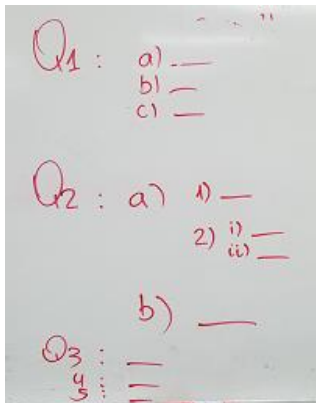 Q1 : a) —
b) —
c) —
Q2 : a) 1) —
2) i) —
ii) —
b) —
Q3 : —
4 : —
5 : —